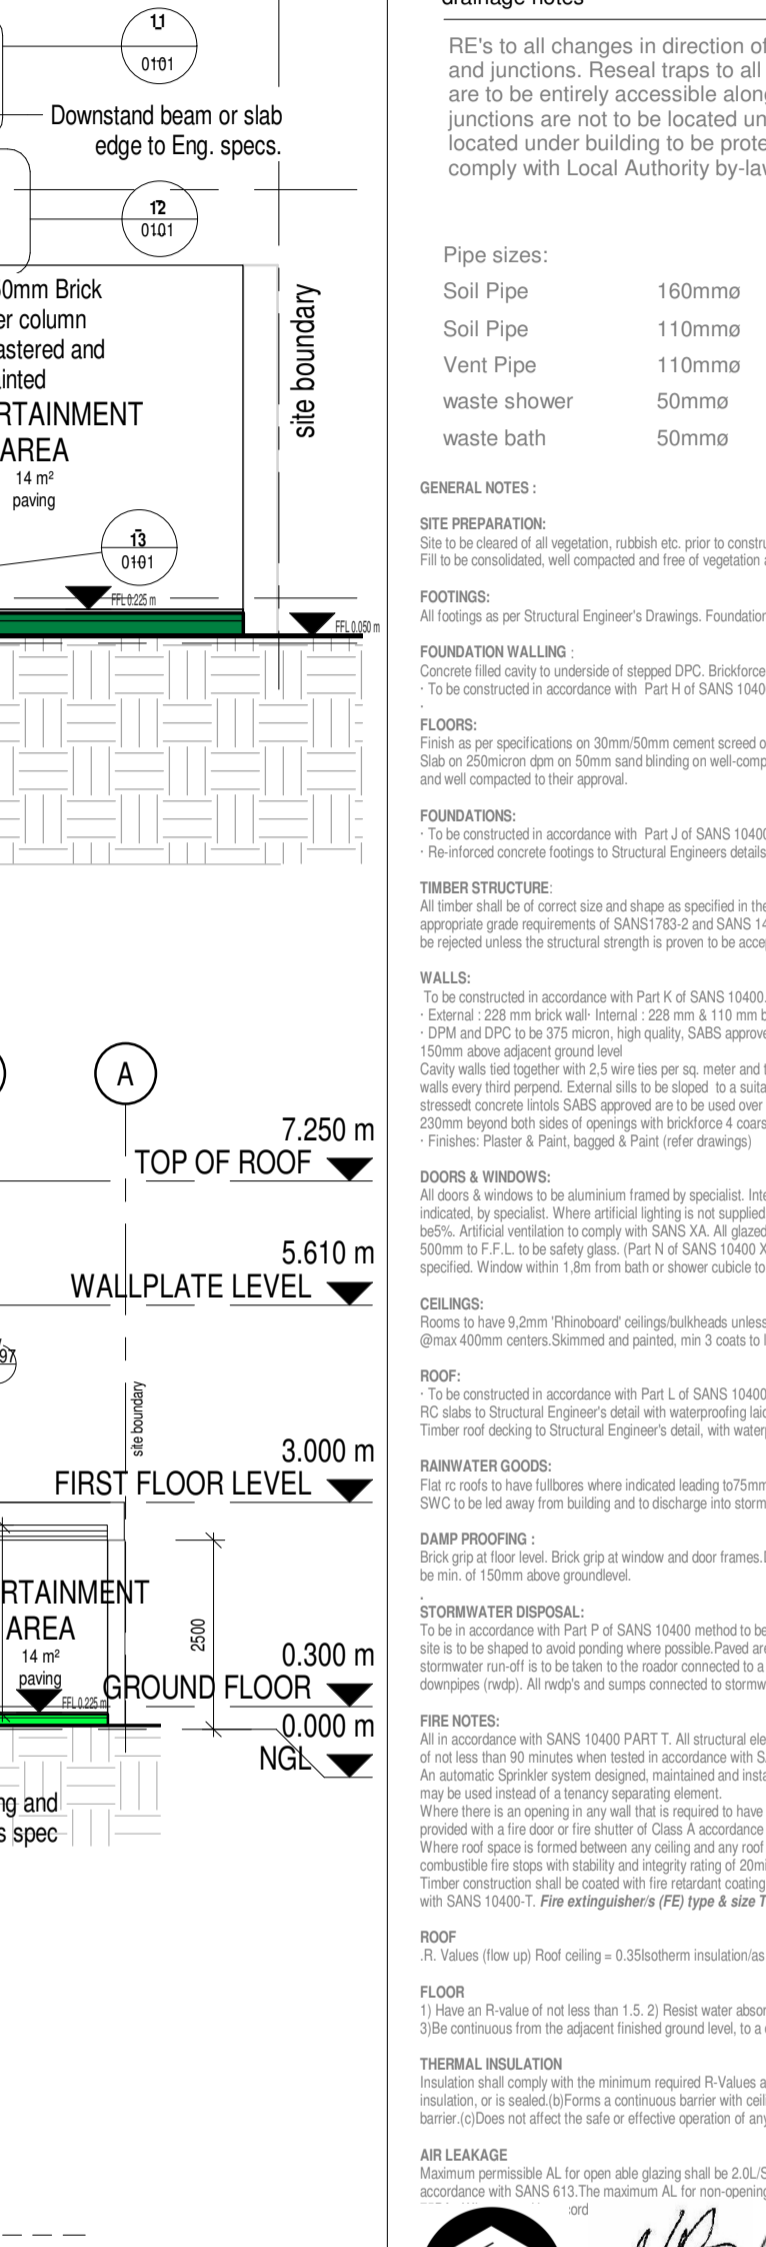 11
0101
Downstand beam or slab
edge to Eng. specs.
12
0101
0mm Brick
er column
astered and
inted
RTAINMENT
AREA
14 m²
paving
site boundary
13
0101
FFL 0.225 m
FFL 0.050 m
A
7.250 m
TOP OF ROOF
5.610 m
WALLPLATE LEVEL
97
site boundary
3.000 m
FIRST FLOOR LEVEL
RTAINMENT
AREA
14 m²
paving
FFL 0.225 m
2500
0.300 m
GROUND FLOOR
0.000 m
NGL
ng and
s spec
drainage notes
RE's to all changes in direction of
and junctions. Reseal traps to all
are to be entirely accessible along
junctions are not to be located un
located under building to be prote
comply with Local Authority by-law
Pipe sizes:
Soil Pipe 160mmø
Soil Pipe 110mmø
Vent Pipe 110mmø
waste shower 50mmø
waste bath 50mmø
GENERAL NOTES :
SITE PREPARATION:
Site to be cleared of all vegetation, rubbish etc. prior to constru
Fill to be consolidated, well compacted and free of vegetation a
FOOTINGS:
All footings as per Structural Engineer's Drawings. Foundation
FOUNDATION WALLING :
Concrete filled cavity to underside of stepped DPC. Brickforce
· To be constructed in accordance with Part H of SANS 1040
·
FLOORS:
Finish as per specifications on 30mm/50mm cement screed o
Slab on 250micron dpm on 50mm sand blinding on well-comp
and well compacted to their approval.
FOUNDATIONS:
· To be constructed in accordance with Part J of SANS 10400
· Re-inforced concrete footings to Structural Engineers details
TIMBER STRUCTURE:
All timber shall be of correct size and shape as specified in the
appropriate grade requirements of SANS1783-2 and SANS 14
be rejected unless the structural strength is proven to be acce
WALLS:
To be constructed in accordance with Part K of SANS 10400.
· External : 228 mm brick wall· Internal : 228 mm & 110 mm b
· DPM and DPC to be 375 micron, high quality, SABS approve
150mm above adjacent ground level
Cavity walls tied together with 2,5 wire ties per sq. meter and t
walls every third perpend. External sills to be sloped to a suita
stressedt concrete lintols SABS approved are to be used over
230mm beyond both sides of openings with brickforce 4 coars
· Finishes: Plaster & Paint, bagged & Paint (refer drawings)
DOORS & WINDOWS:
All doors & windows to be aluminium framed by specialist. Inte
indicated, by specialist. Where artificial lighting is not supplied
be5%. Artificial ventilation to comply with SANS XA. All glazed
500mm to F.F.L. to be safety glass. (Part N of SANS 10400 X
specified. Window within 1,8m from bath or shower cubicle to
CEILINGS:
Rooms to have 9,2mm 'Rhinoboard' ceilings/bulkheads unless
@max 400mm centers.Skimmed and painted, min 3 coats to l
ROOF:
· To be constructed in accordance with Part L of SANS 10400
RC slabs to Structural Engineer's detail with waterproofing laid
Timber roof decking to Structural Engineer's detail, with waterp
RAINWATER GOODS:
Flat rc roofs to have fullbores where indicated leading to75mm
SWC to be led away from building and to discharge into storm
DAMP PROOFING :
Brick grip at floor level. Brick grip at window and door frames.D
be min. of 150mm above groundlevel.
.
STORMWATER DISPOSAL:
To be in accordance with Part P of SANS 10400 method to be
site is to be shaped to avoid ponding where possible.Paved are
stormwater run-off is to be taken to the roador connected to a
downpipes (rwdp). All rwdp's and sumps connected to stormw
FIRE NOTES:
All in accordance with SANS 10400 PART T. All structural ele
of not less than 90 minutes when tested in accordance with SA
An automatic Sprinkler system designed, maintained and insta
may be used instead of a tenancy separating element.
Where there is an opening in any wall that is required to have
provided with a fire door or fire shutter of Class A accordance
Where roof space is formed between any ceiling and any roof
combustible fire stops with stability and integrity rating of 20mi
Timber construction shall be coated with fire retardant coating
with SANS 10400-T. Fire extinguisher/s (FE) type & size T
ROOF
.R. Values (flow up) Roof ceiling = 0.35Isotherm insulation/as
FLOOR
1) Have an R-value of not less than 1.5. 2) Resist water absor
3)Be continuous from the adjacent finished ground level, to a
THERMAL INSULATION
Insulation shall comply with the minimum required R-Values a
insulation, or is sealed.(b)Forms a continuous barrier with ceil
barrier.(c)Does not affect the safe or effective operation of any
AIR LEAKAGE
Maximum permissible AL for open able glazing shall be 2.0L/S
accordance with SANS 613.The maximum AL for non-opening
cord